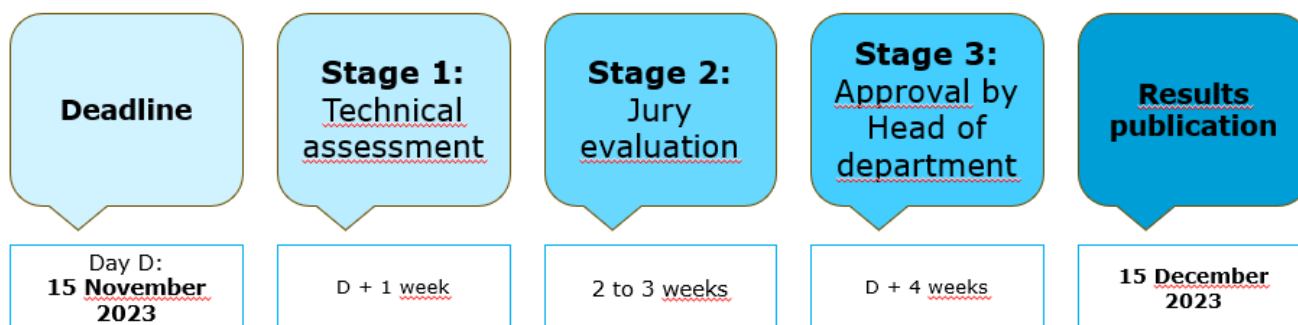 Deadline
Stage 1:
Technical
assessment
Stage 2:
Jury
evaluation
Stage 3:
Approval by
Head of
department
Results
publication
Day D:
15 November
2023
D + 1 week
2 to 3 weeks
D + 4 weeks
15 December
2023